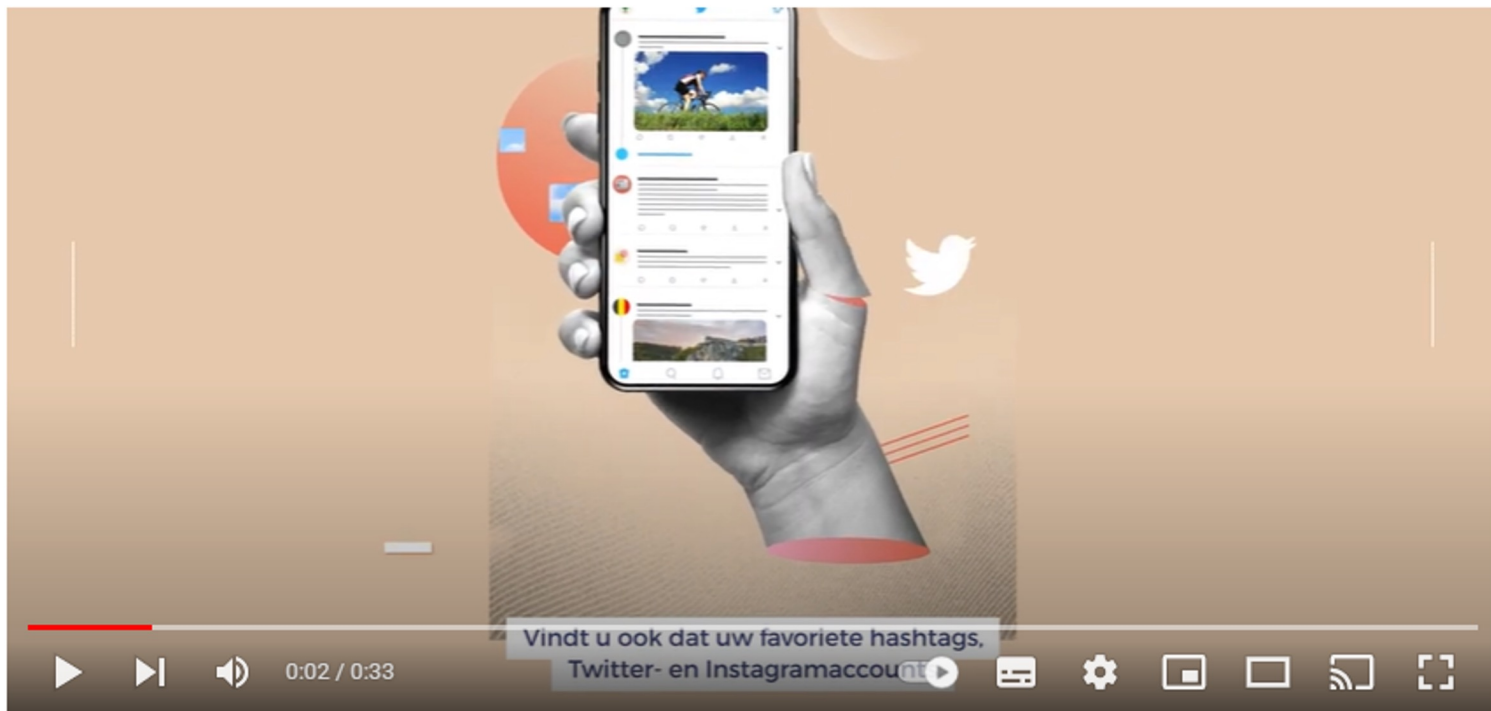 Vindt u ook dat uw favoriete hashtags,
Twitter- en Instagramaccount
0:02 / 0:33